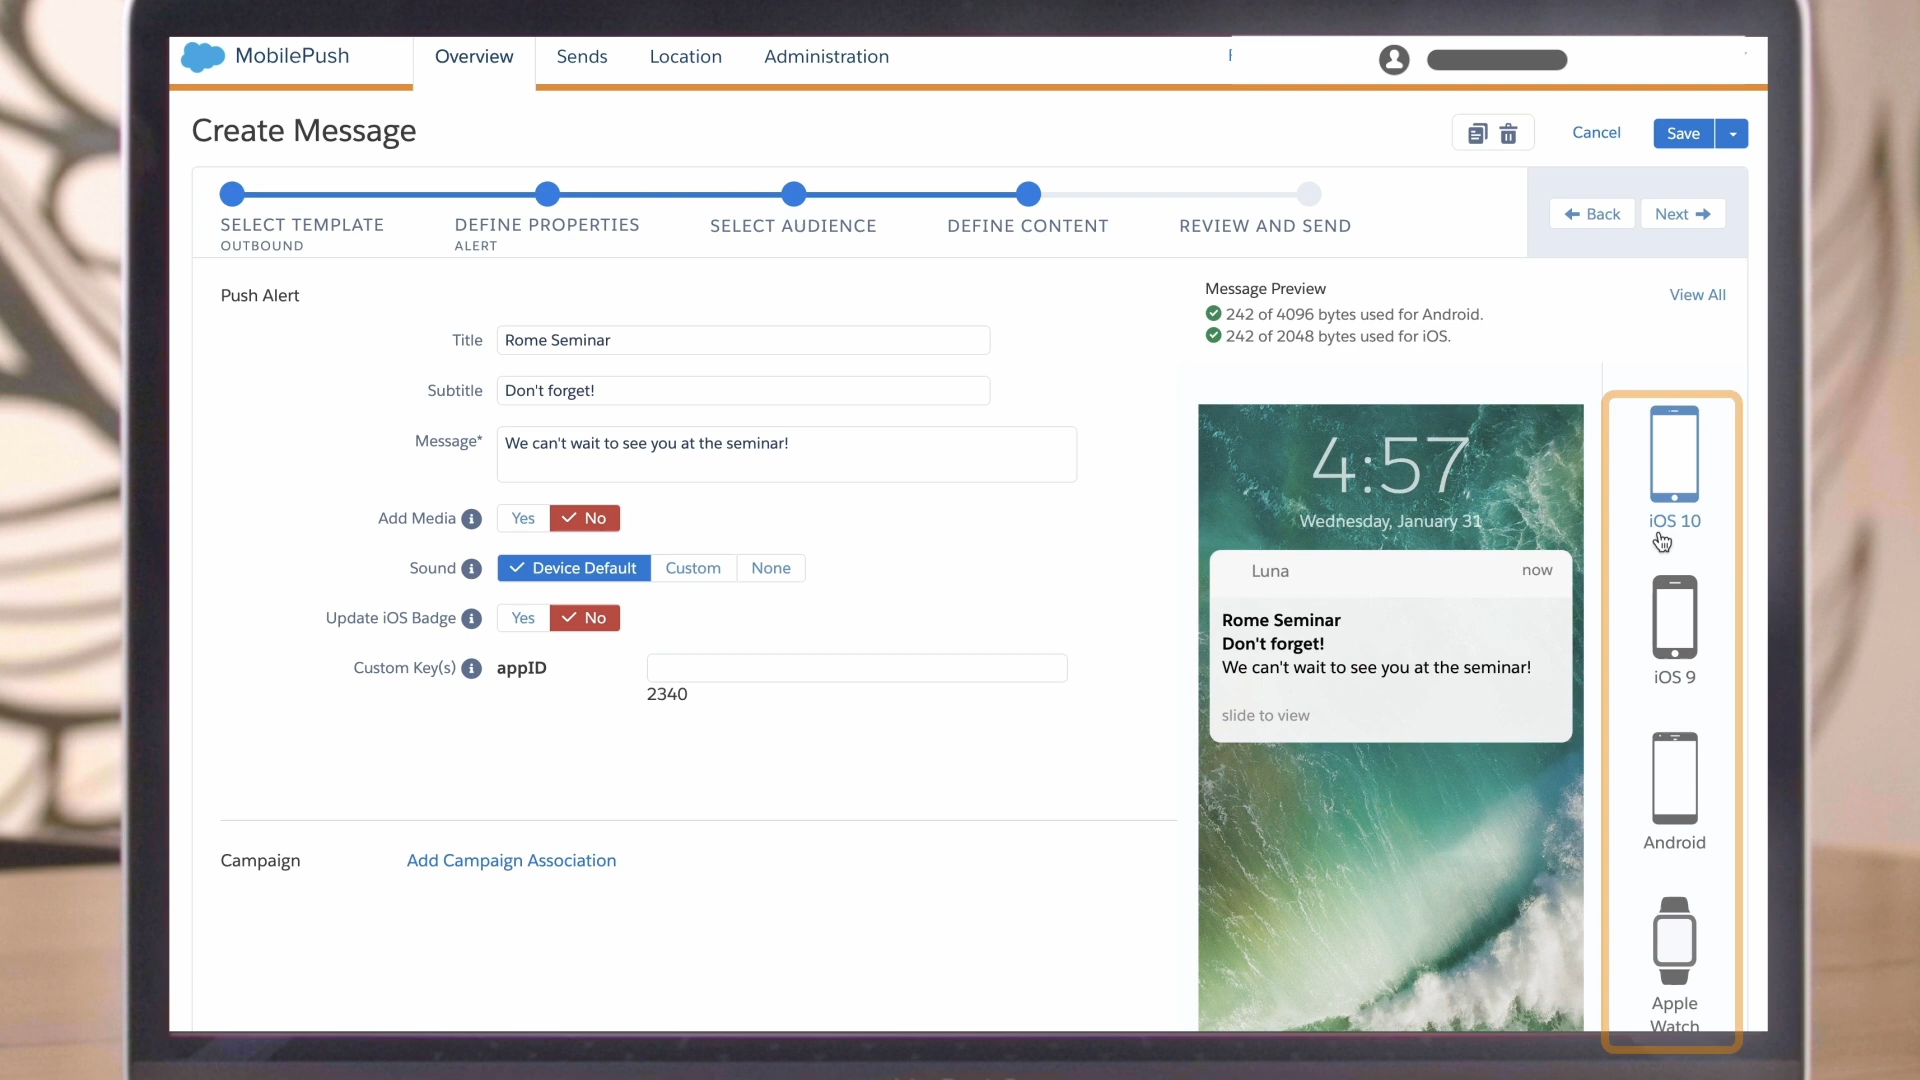 MobilePush
Overview
Sends
Location
Administration
Create Message
Cancel
Save
SELECT TEMPLATE
OUTBOUND
DEFINE PROPERTIES
ALERT
SELECT AUDIENCE
DEFINE CONTENT
REVIEW AND SEND
Back
Next
Push Alert
Title
Rome Seminar
Subtitle
Don't forget!
Message*
We can't wait to see you at the seminar!
Add Media
Yes
No
Sound
Device Default
Custom
None
Update iOS Badge
Yes
No
Custom Key(s)
appID
2340
Campaign
Add Campaign Association
Message Preview
View All
242 of 4096 bytes used for Android.
242 of 2048 bytes used for iOS.
4:57
Wednesday, January 31
Luna
now
Rome Seminar
Don't forget!
We can't wait to see you at the seminar!
slide to view
iOS 10
iOS 9
Android
Apple
Watch